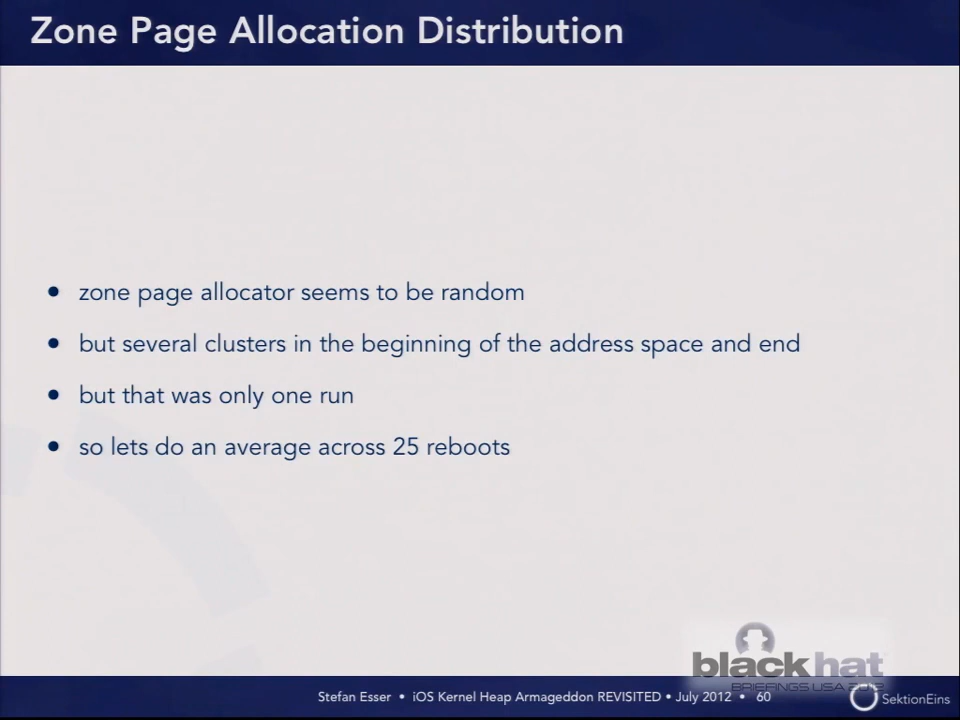 Zone Page Allocation Distribution
• zone page allocator seems to be random
• but several clusters in the beginning of the address space and end
• but that was only one run
• so lets do an average across 25 reboots
blackhat
BRIEFINGS USA 2012
Stefan Esser • iOS Kernel Heap Armageddon REVISITED • July 2012 • 60
SektionEins